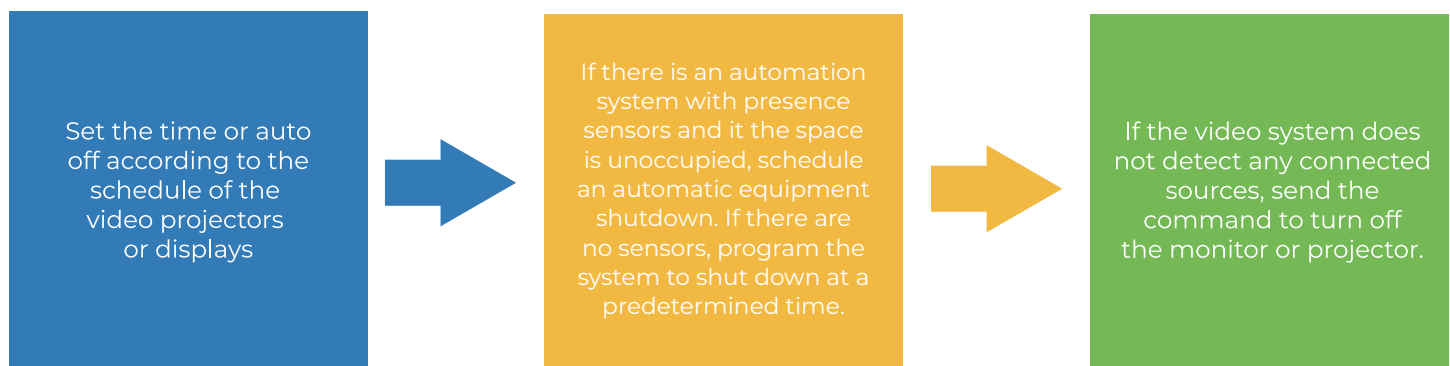 Set the time or auto
off according to the
schedule of the
video projectors
or displays
If there is an automation
system with presence
sensors and it the space
is unoccupied, schedule
an automatic equipment
shutdown. If there are
no sensors, program the
system to shut down at a
predetermined time.
If the video system does
not detect any connected
sources, send the
command to turn off
the monitor or projector.